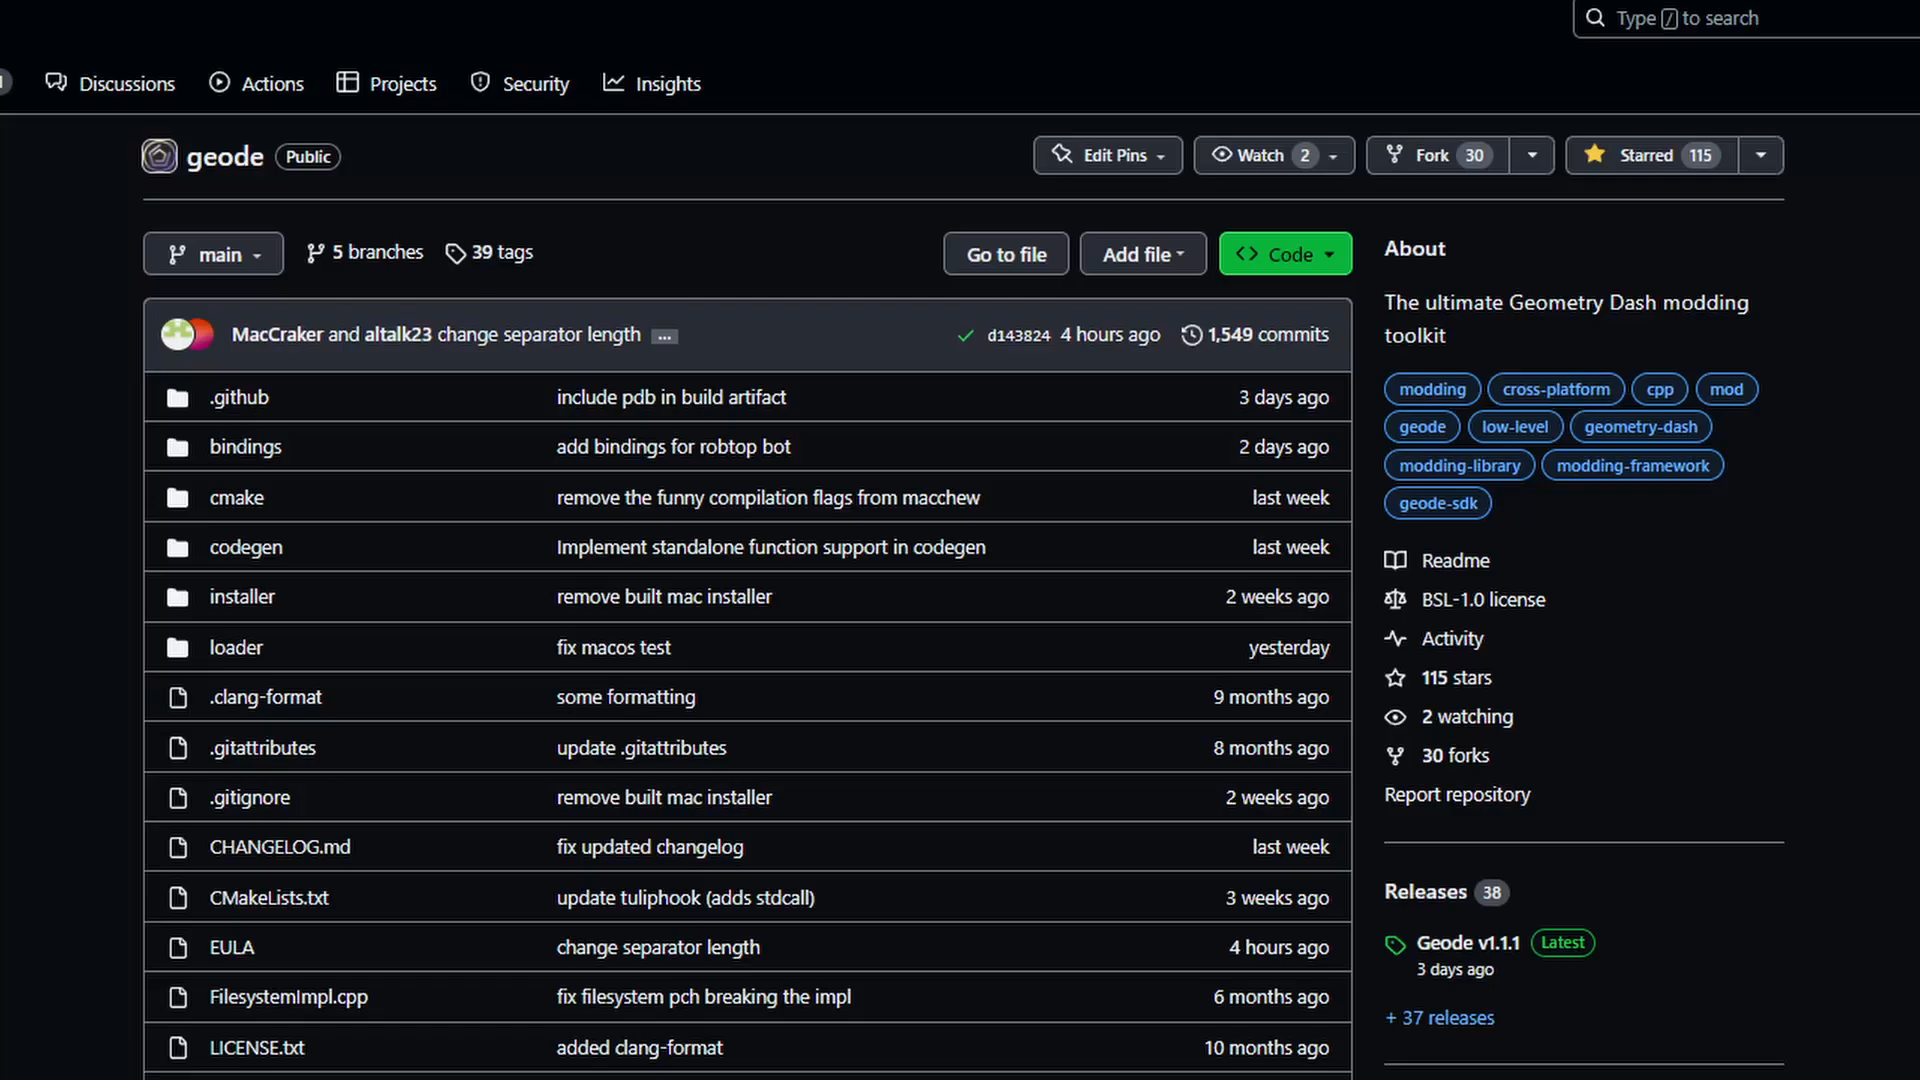 Type / to search
Discussions Actions Projects Security Insights
geode Public Edit Pins Watch 2 Fork 30 Starred 115
main 5 branches 39 tags Go to file Add file Code
MacCraker and altalk23 change separator length ... d143824 4 hours ago 1,549 commits
.github include pdb in build artifact 3 days ago
bindings add bindings for robtop bot 2 days ago
cmake remove the funny compilation flags from macchew last week
codegen Implement standalone function support in codegen last week
installer remove built mac installer 2 weeks ago
loader fix macos test yesterday
.clang-format some formatting 9 months ago
.gitattributes update .gitattributes 8 months ago
.gitignore remove built mac installer 2 weeks ago
CHANGELOG.md fix updated changelog last week
CMakeLists.txt update tuliphook (adds stdcall) 3 weeks ago
EULA change separator length 4 hours ago
FilesystemImpl.cpp fix filesystem pch breaking the impl 6 months ago
LICENSE.txt added clang-format 10 months ago
About
The ultimate Geometry Dash modding
toolkit
modding cross-platform cpp mod
geode low-level geometry-dash
modding-library modding-framework
geode-sdk
Readme
BSL-1.0 license
Activity
115 stars
2 watching
30 forks
Report repository
Releases 38
Geode v1.1.1 Latest
3 days ago
+ 37 releases